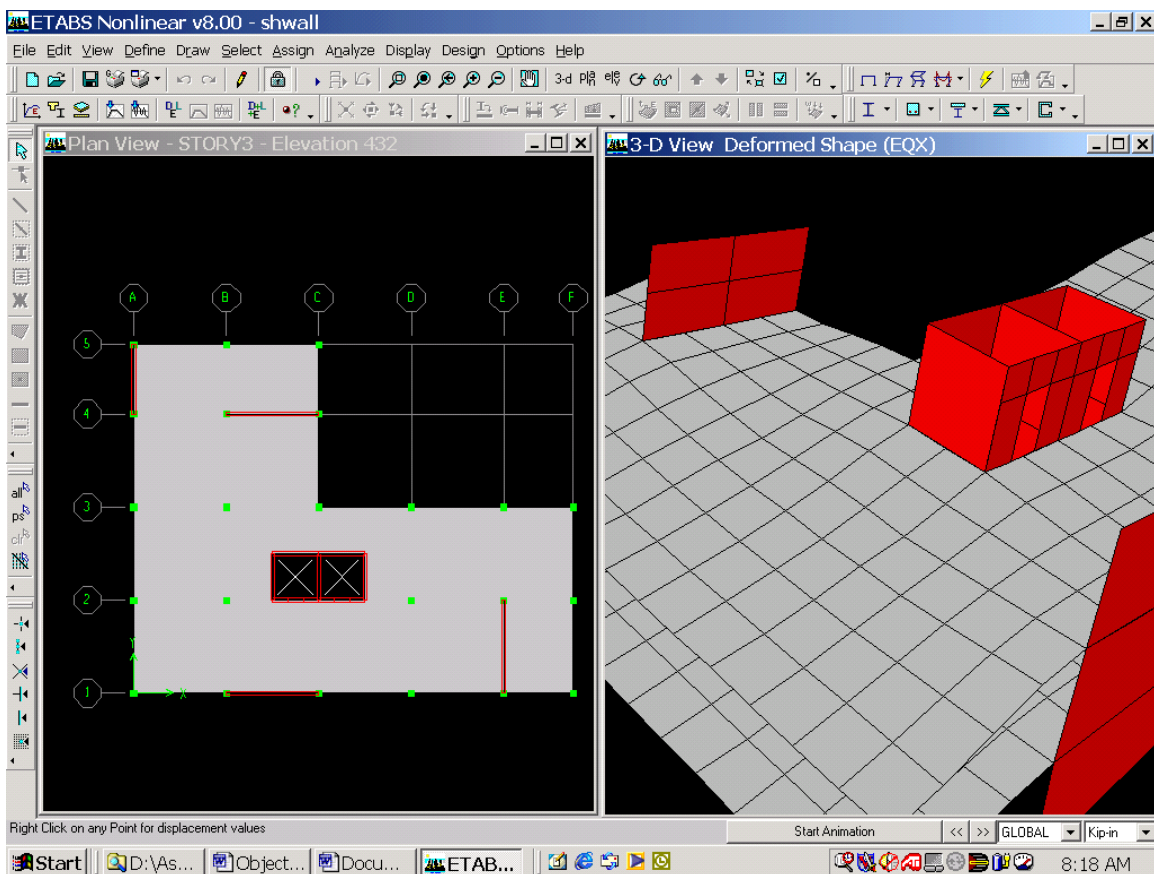 ETABS Nonlinear v8.00 - shwall
File Edit View Define Draw Select Assign Analyze Display Design Options Help
3-d
Plan View - STORY3 - Elevation 432
3-D View Deformed Shape (EQX)
A B C D E F
5
4
3
2
1
Y
X
all
ps
clr
Right Click on any Point for displacement values
Start Animation << >> GLOBAL Kip-in
Start D:\As... Object... Docu... ETAB... 8:18 AM